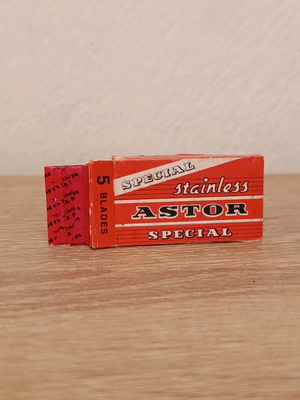 SPECIAL
stainless
ASTOR
SPECIAL
5 BLADES